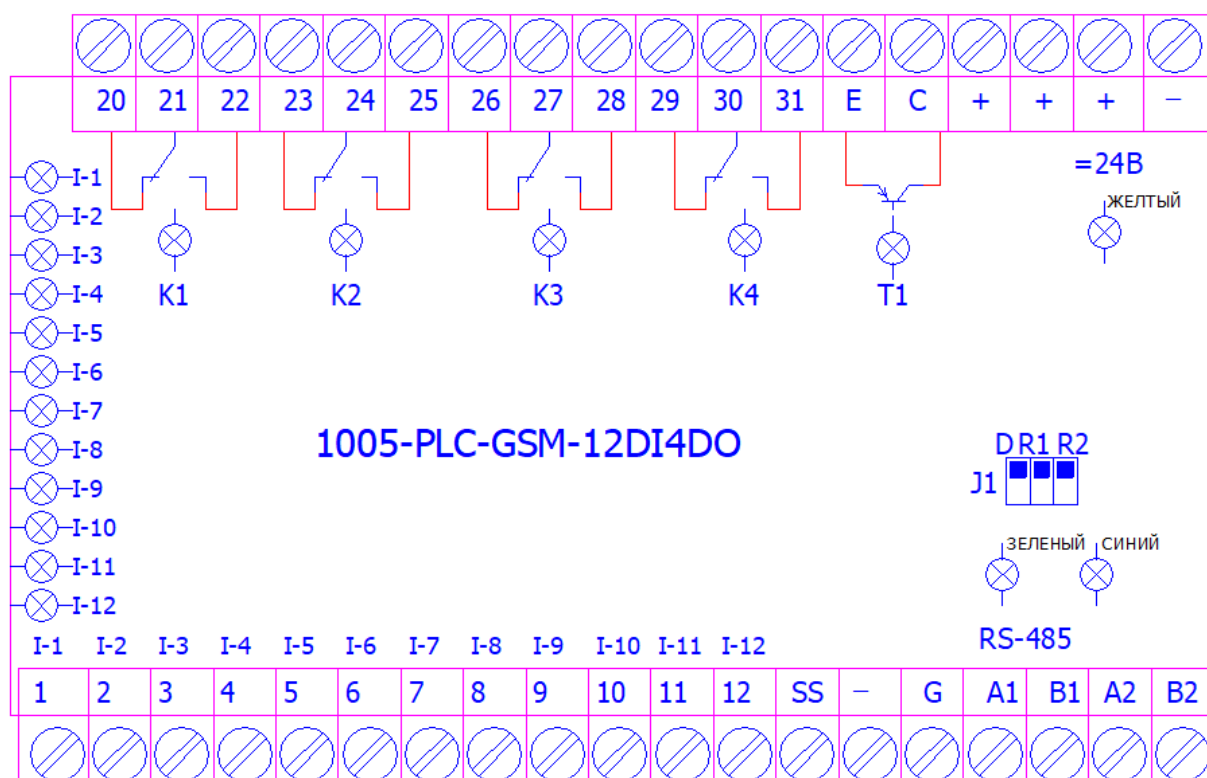 20 21 22 23 24 25 26 27 28 29 30 31 E C + + + −
=24В
ЖЕЛТЫЙ
I-1
I-2
I-3
I-4
I-5
I-6
I-7
I-8
I-9
I-10
I-11
I-12
K1 K2 K3 K4 T1
1005-PLC-GSM-12DI4DO
D R1 R2
J1
ЗЕЛЕНЫЙ СИНИЙ
RS-485
I-1 I-2 I-3 I-4 I-5 I-6 I-7 I-8 I-9 I-10 I-11 I-12
1 2 3 4 5 6 7 8 9 10 11 12 SS − G A1 B1 A2 B2